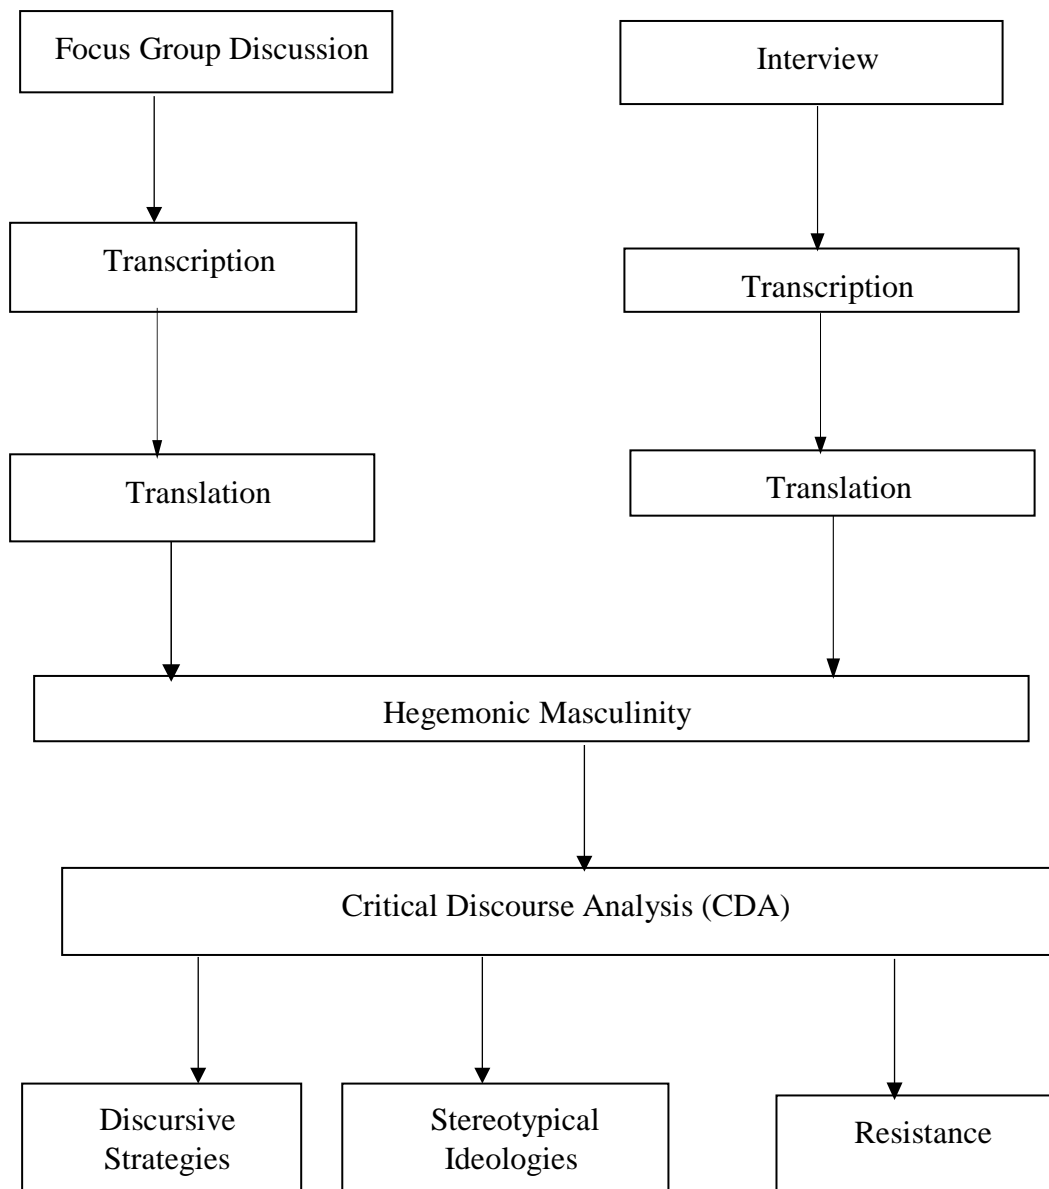 Focus Group Discussion
Interview
Transcription
Transcription
Translation
Translation
Hegemonic Masculinity
Critical Discourse Analysis (CDA)
Discursive
Strategies
Stereotypical
Ideologies
Resistance